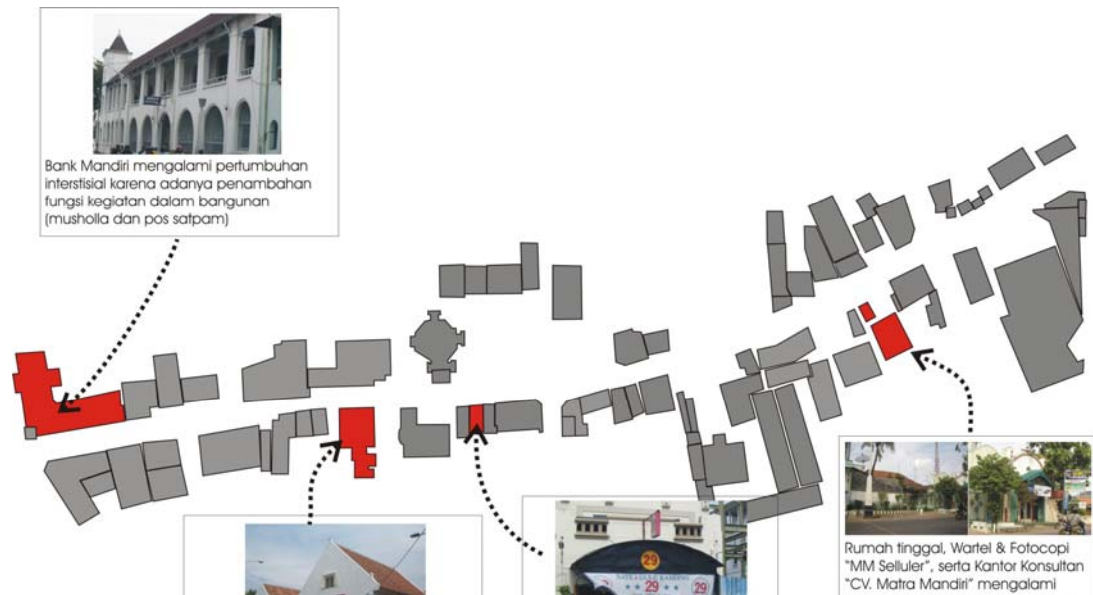 Bank Mandiri mengalami pertumbuhan
interstisial karena adanya penambahan
fungsi kegiatan dalam bangunan
(musholla dan pos satpam)
29
29
29
Rumah tinggal, Wartel & Fotocopi
"MM Selluler", serta Kantor Konsultan
"CV. Matra Mandiri" mengalami